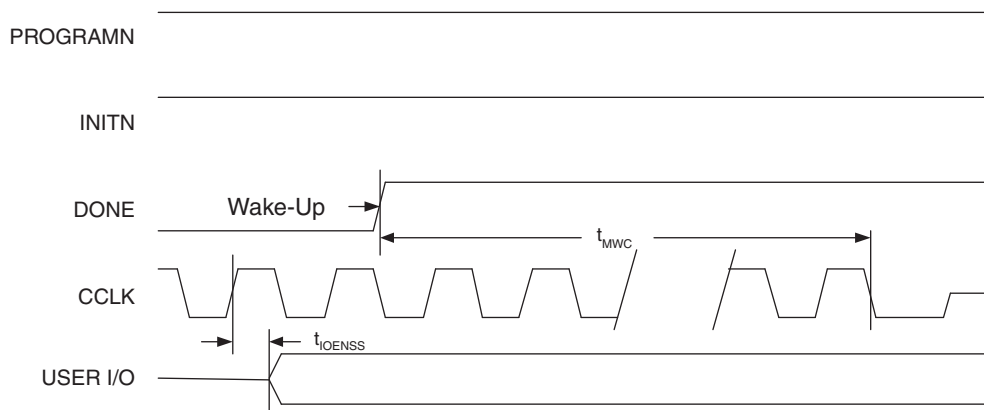 PROGRAMN
INITN
DONE
Wake-Up
tMWC
CCLK
tIOENSS
USER I/O